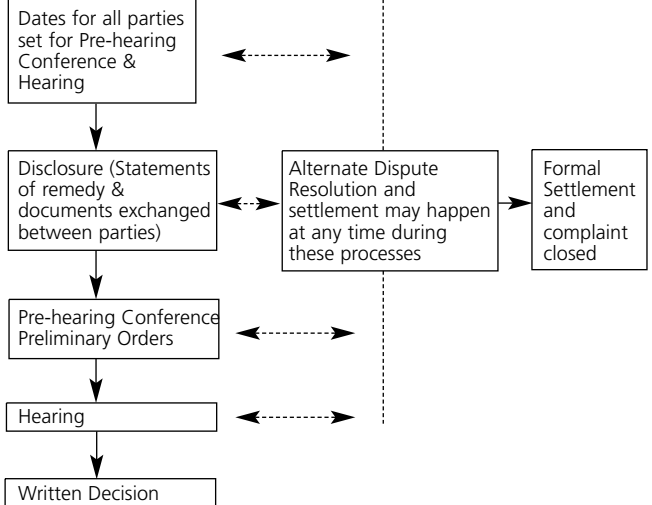 Dates for all parties
set for Pre-hearing
Conference &
Hearing
Disclosure (Statements
of remedy &
documents exchanged
between parties)
Alternate Dispute
Resolution and
settlement may happen
at any time during
these processes
Formal
Settlement
and
complaint
closed
Pre-hearing Conference
Preliminary Orders
Hearing
Written Decision